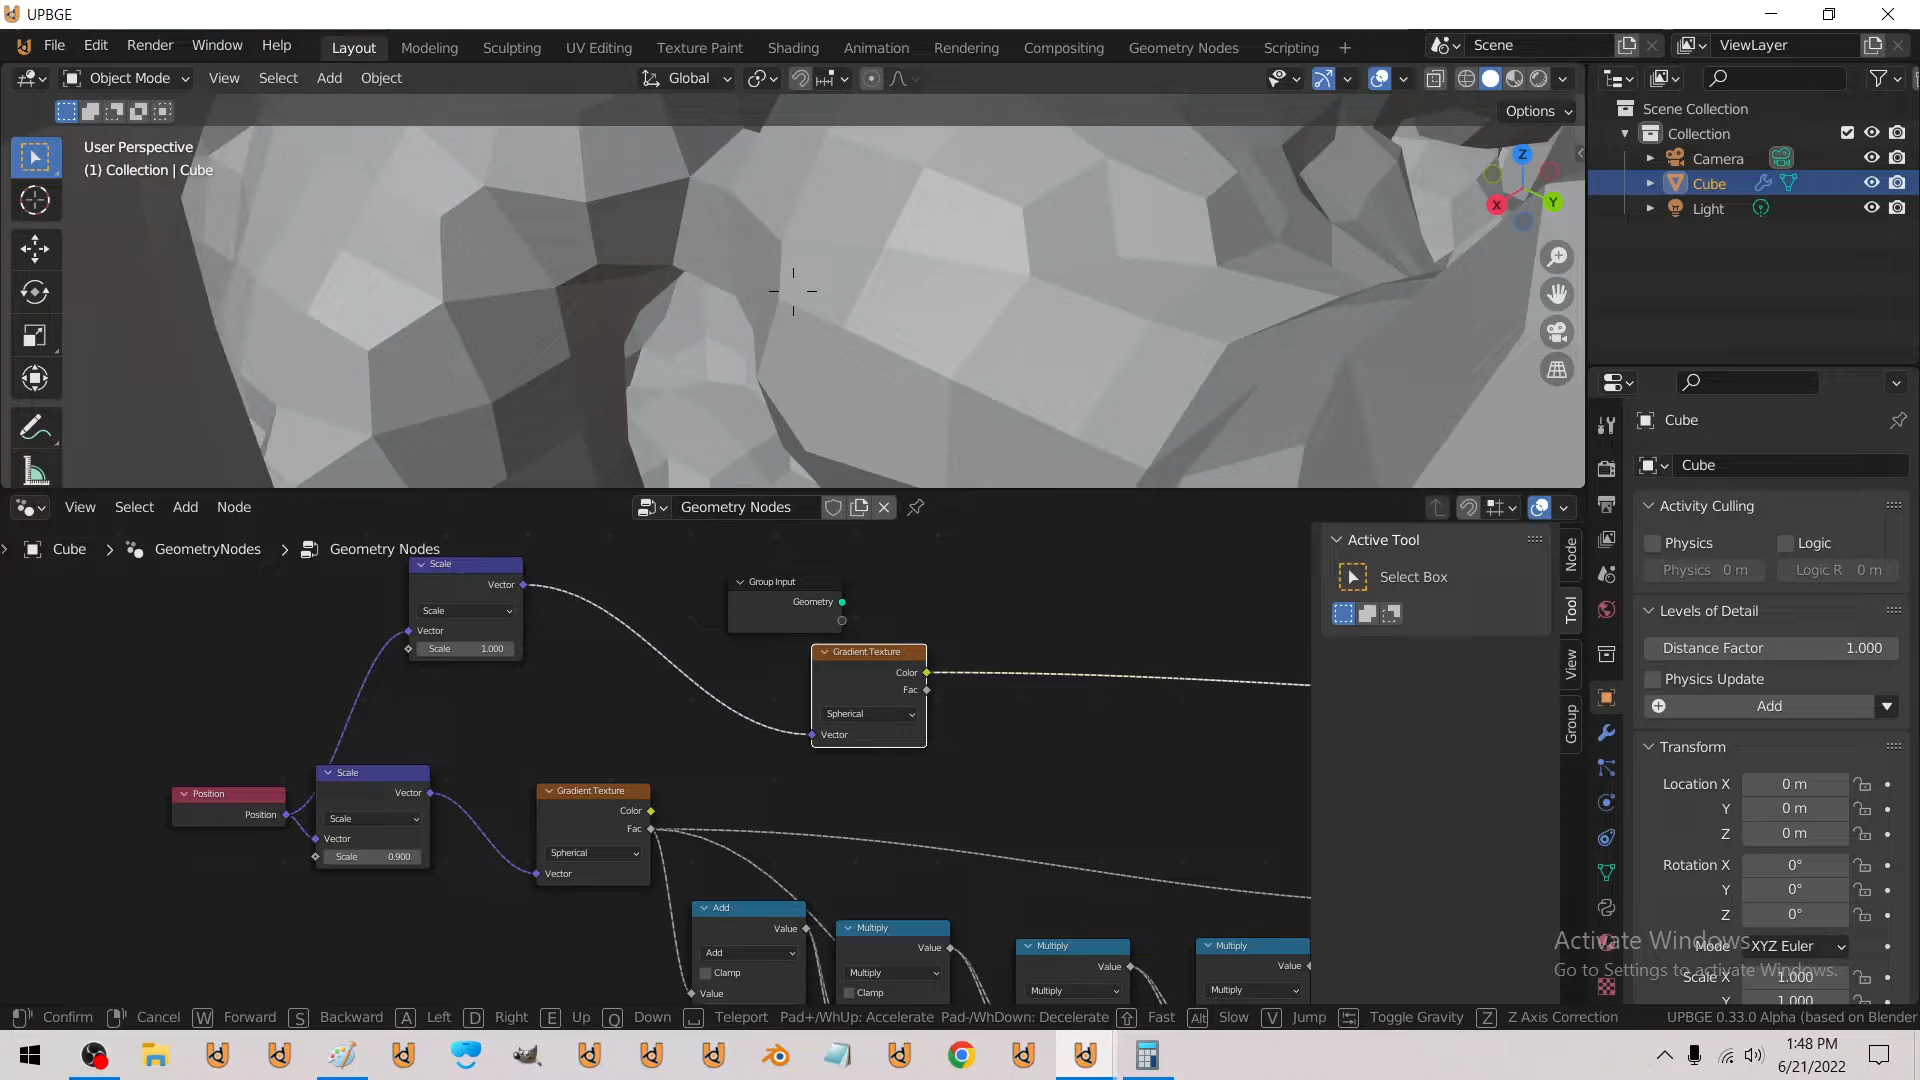 UPBGE
File Edit Render Window Help
Layout Modeling Sculpting UV Editing Texture Paint Shading Animation Rendering Compositing Geometry Nodes Scripting +
Scene
ViewLayer
Object Mode View Select Add Object
Global
Options
User Perspective
(1) Collection | Cube
Z
X
Y
Scene Collection
Collection
Camera
Cube
Light
View Select Add Node
Geometry Nodes
Cube > GeometryNodes > Geometry Nodes
Scale
Vector
Scale
Vector
Scale 1.000
Group Input
Geometry
Gradient Texture
Color
Fac
Spherical
Vector
Position
Position
Scale
Vector
Scale
Vector
Scale 0.900
Gradient Texture
Color
Fac
Spherical
Vector
Add
Value
Add
Clamp
Value
Multiply
Value
Multiply
Clamp
Multiply
Value
Multiply
Multiply
Value
Multiply
Active Tool
Select Box
Node
Tool
View
Group
Cube
Cube
Activity Culling
Physics Logic
Physics 0 m Logic R 0 m
Levels of Detail
Distance Factor 1.000
Physics Update
Add
Transform
Location X 0 m
Y 0 m
Z 0 m
Rotation X 0°
Y 0°
Z 0°
Mode XYZ Euler
Scale X 1.000
Y 1.000
Activate Windows
Go to Settings to activate Windows.
Confirm Cancel W Forward S Backward A Left D Right E Up Q Down Teleport Pad+/WhUp: Accelerate Pad-/WhDown: Decelerate Fast Alt Slow V Jump Toggle Gravity Z Z Axis Correction UPBGE 0.33.0 Alpha (based on Blender
1:48 PM
6/21/2022